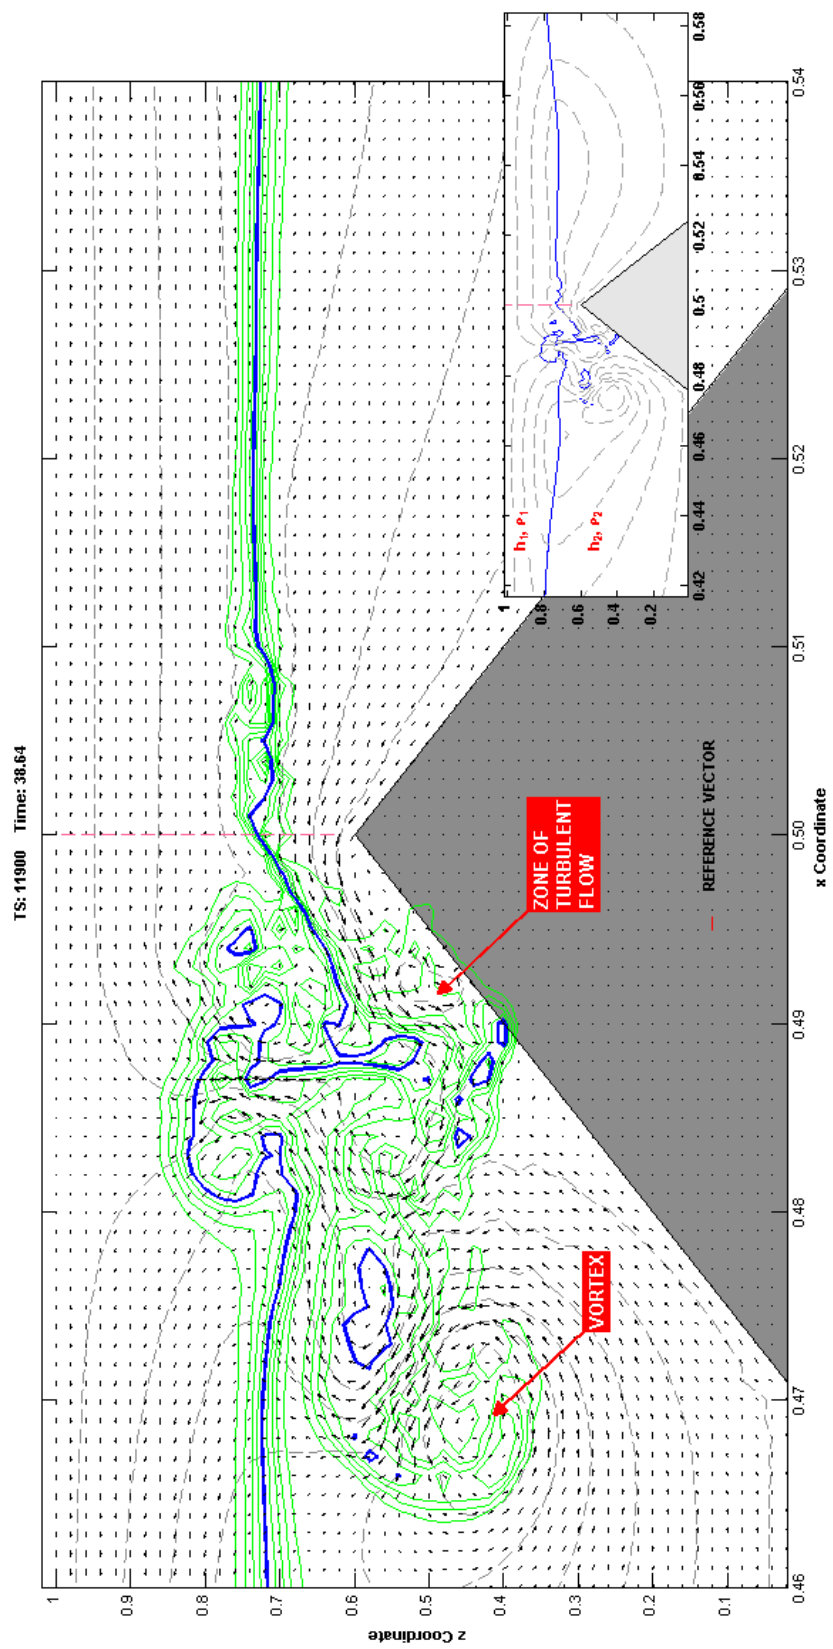 TS: 11900 Time: 38.64
z Coordinate
1
0.9
0.8
0.7
0.6
0.5
0.4
0.3
0.2
0.1
VORTEX
ZONE OF
TURBULENT
FLOW
REFERENCE VECTOR
1
0.8
0.6
0.4
0.2
h₁, ρ₁
h₂, ρ₂
0.42 0.44 0.46 0.48 0.5 0.52 0.54 0.56 0.58
0.46 0.47 0.48 0.49 0.50 0.51 0.52 0.53 0.54
x Coordinate